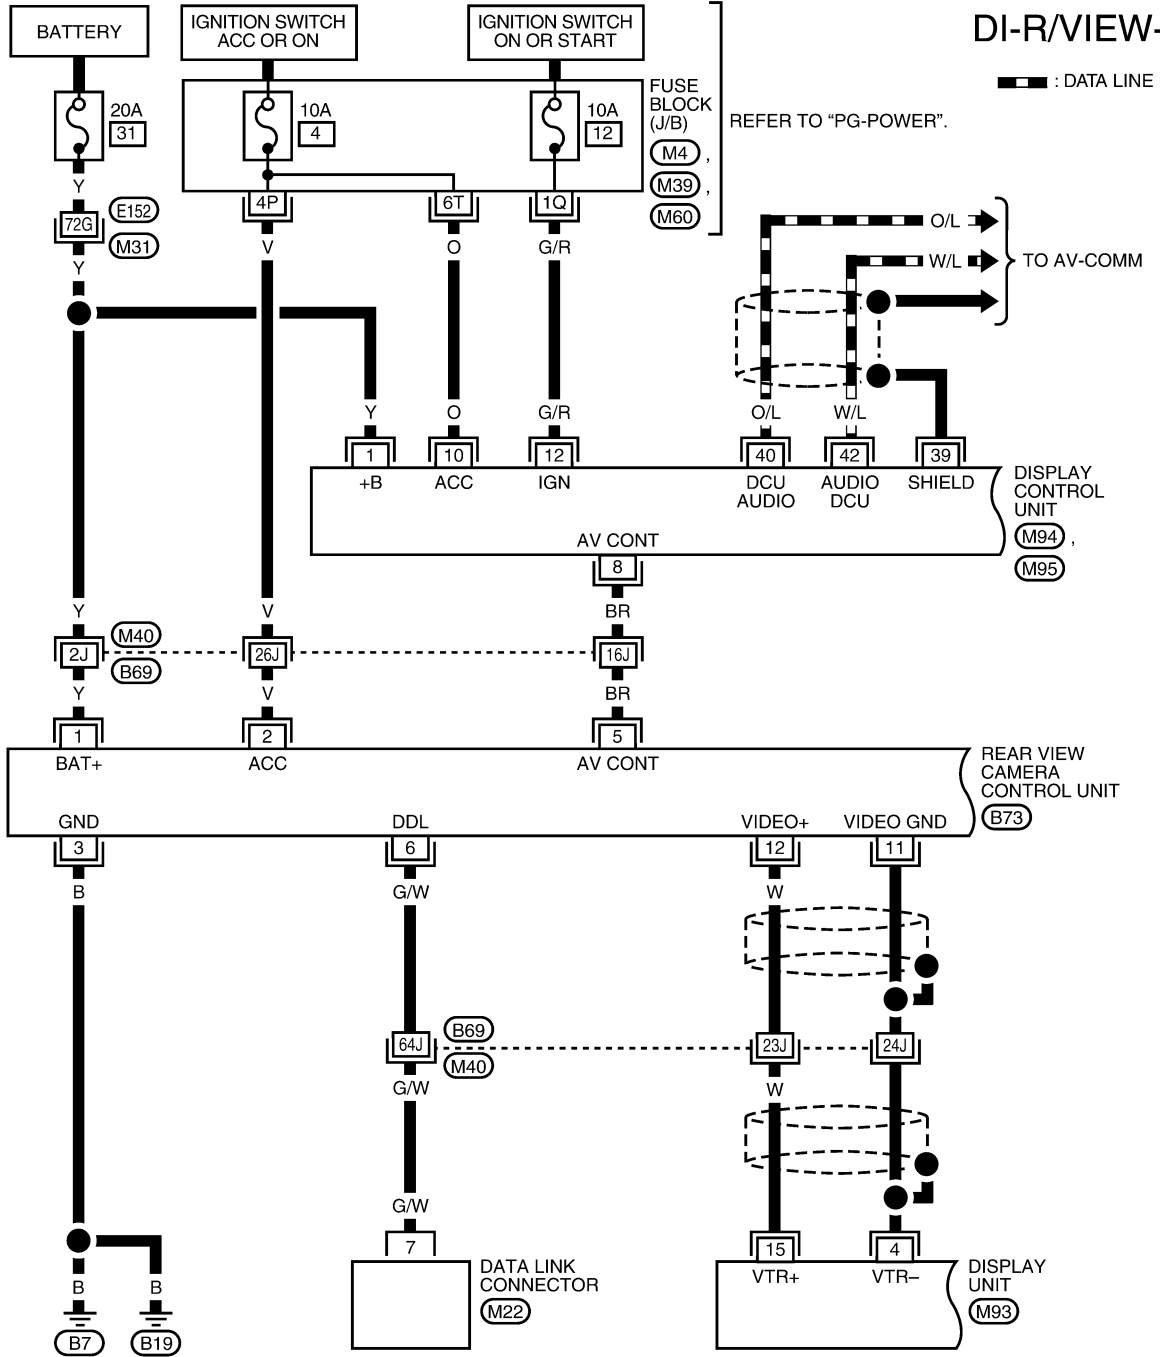 BATTERY
IGNITION SWITCH
ACC OR ON
IGNITION SWITCH
ON OR START
DI-R/VIEW-
: DATA LINE
20A
31
10A
4
10A
12
FUSE
BLOCK
(J/B)
M4 ,
M39 ,
M60
REFER TO “PG-POWER”.
Y
72G
E152
M31
Y
4P
6T
1Q
V
O
G/R
O/L
W/L
TO AV-COMM
Y
O
G/R
O/L
W/L
1
10
12
40
42
39
+B
ACC
IGN
DCU
AUDIO
AUDIO
DCU
SHIELD
DISPLAY
CONTROL
UNIT
M94 ,
M95
AV CONT
8
Y
V
BR
2J
M40
B69
26J
16J
Y
V
BR
1
2
5
BAT+
ACC
AV CONT
REAR VIEW
CAMERA
CONTROL UNIT
B73
GND
DDL
VIDEO+
VIDEO GND
3
6
12
11
B
G/W
W
64J
B69
M40
23J
24J
G/W
W
G/W
7
15
4
VTR+
VTR–
DATA LINK
CONNECTOR
M22
DISPLAY
UNIT
M93
B
B
B7
B19